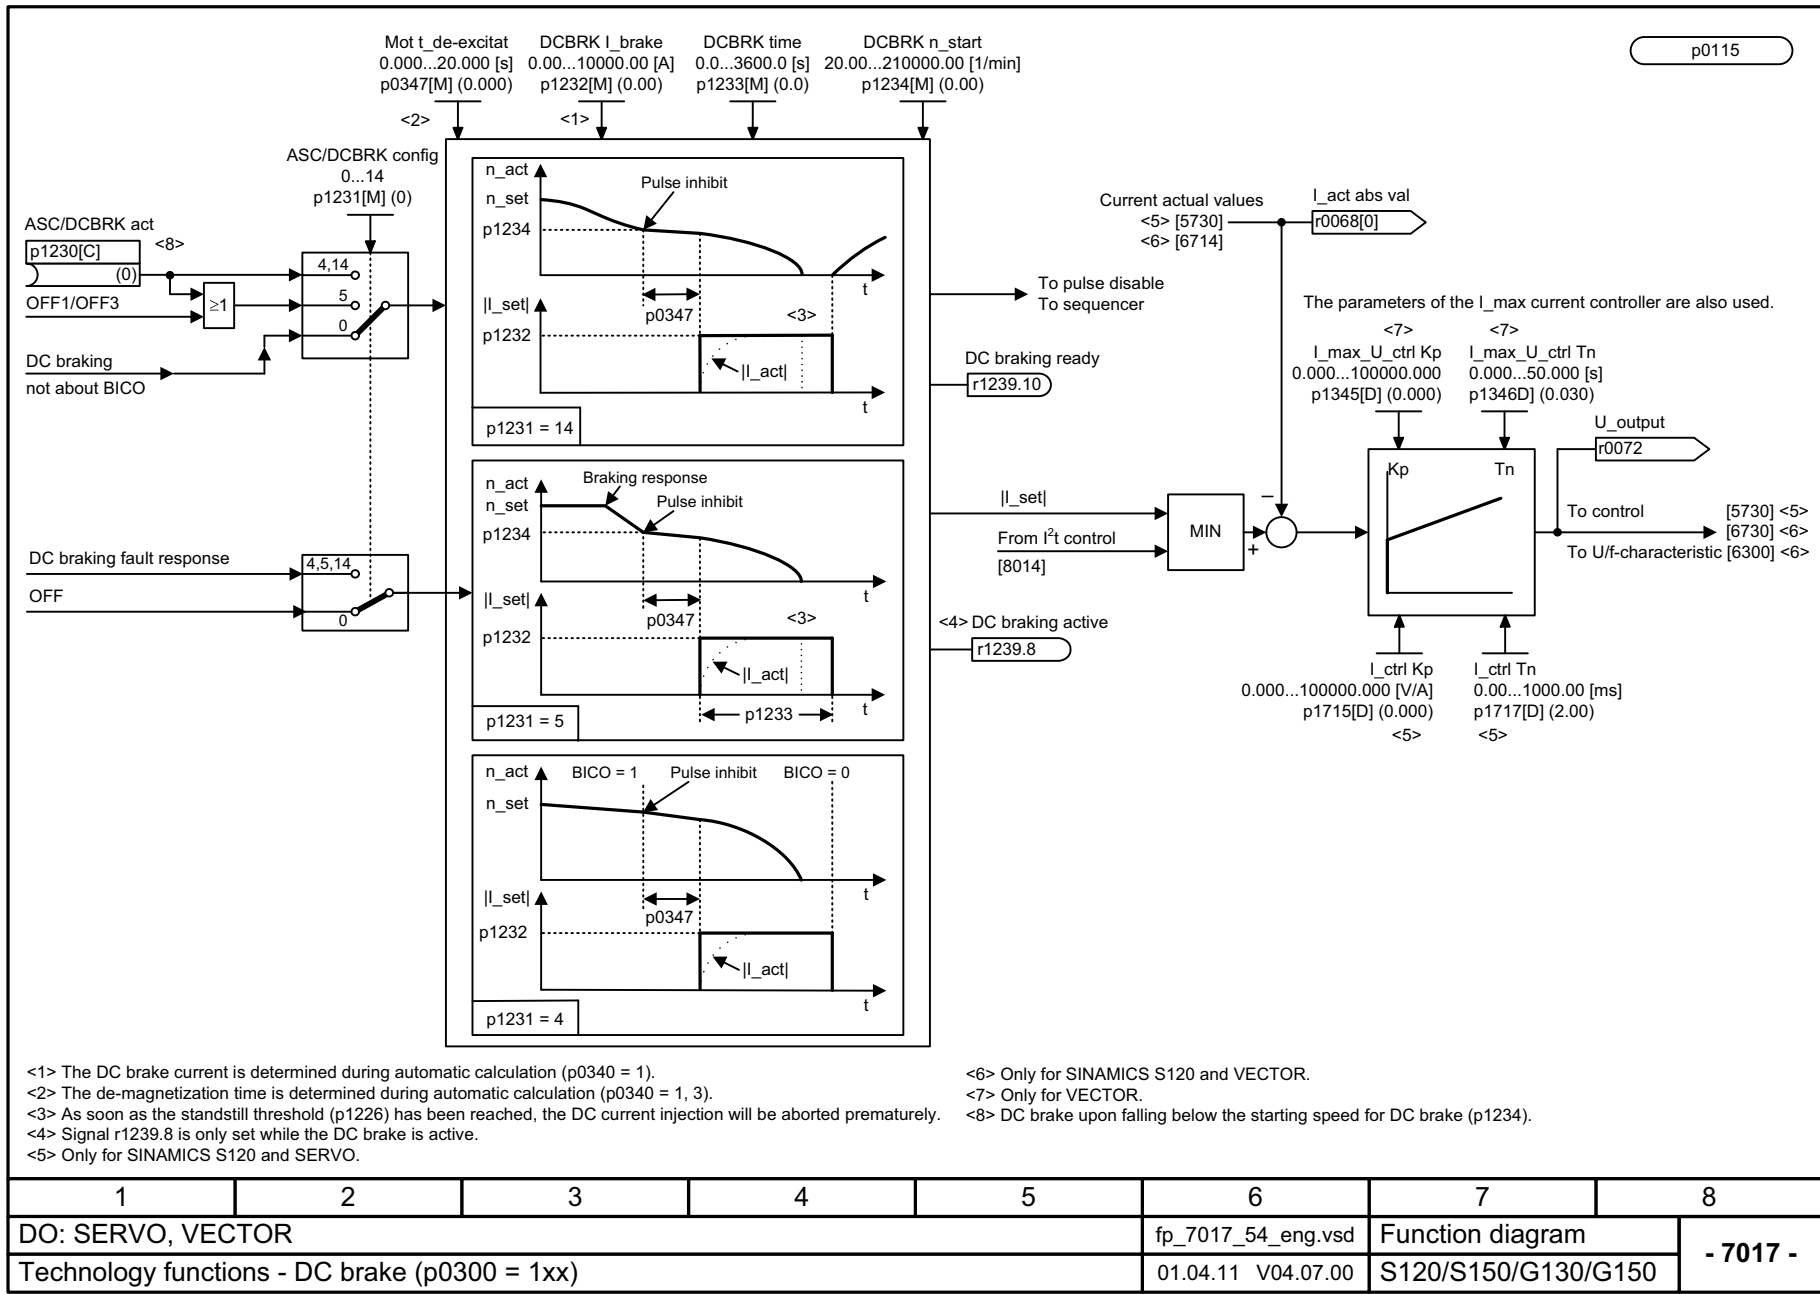 Mot t_de-excitat
0.000...20.000 [s]
p0347[M] (0.000)
<2>
DCBRK I_brake
0.00...10000.00 [A]
p1232[M] (0.00)
<1>
DCBRK time
0.0...3600.0 [s]
p1233[M] (0.0)
DCBRK n_start
20.00...210000.00 [1/min]
p1234[M] (0.00)
p0115
ASC/DCBRK config
0...14
p1231[M] (0)
ASC/DCBRK act
p1230[C]
(0)
<8>
OFF1/OFF3
≥1
4,14
5
0
DC braking
not about BICO
DC braking fault response
OFF
4,5,14
0
n_act
n_set
p1234
Pulse inhibit
t
|I_set|
p1232
p0347
<3>
|I_act|
t
p1231 = 14
n_act
n_set
p1234
Braking response
Pulse inhibit
t
|I_set|
p1232
p0347
<3>
|I_act|
p1233
t
p1231 = 5
n_act
n_set
BICO = 1
Pulse inhibit
BICO = 0
t
|I_set|
p1232
p0347
|I_act|
t
p1231 = 4
To pulse disable
To sequencer
DC braking ready
r1239.10
|I_set|
From I²t control
[8014]
<4> DC braking active
r1239.8
Current actual values
<5> [5730]
<6> [6714]
I_act abs val
r0068[0]
The parameters of the I_max current controller are also used.
<7>
I_max_U_ctrl Kp
0.000...100000.000
p1345[D] (0.000)
<7>
I_max_U_ctrl Tn
0.000...50.000 [s]
p1346D] (0.030)
U_output
r0072
MIN
–
+
Kp
Tn
To control
[5730] <5>
[6730] <6>
To U/f-characteristic [6300] <6>
I_ctrl Kp
0.000...100000.000 [V/A]
p1715[D] (0.000)
<5>
I_ctrl Tn
0.00...1000.00 [ms]
p1717[D] (2.00)
<5>
<1> The DC brake current is determined during automatic calculation (p0340 = 1).
<2> The de-magnetization time is determined during automatic calculation (p0340 = 1, 3).
<3> As soon as the standstill threshold (p1226) has been reached, the DC current injection will be aborted prematurely.
<4> Signal r1239.8 is only set while the DC brake is active.
<5> Only for SINAMICS S120 and SERVO.
<6> Only for SINAMICS S120 and VECTOR.
<7> Only for VECTOR.
<8> DC brake upon falling below the starting speed for DC brake (p1234).
1 2 3 4 5 6 7 8
DO: SERVO, VECTOR
fp_7017_54_eng.vsd
Function diagram
- 7017 -
Technology functions - DC brake (p0300 = 1xx)
01.04.11 V04.07.00
S120/S150/G130/G150